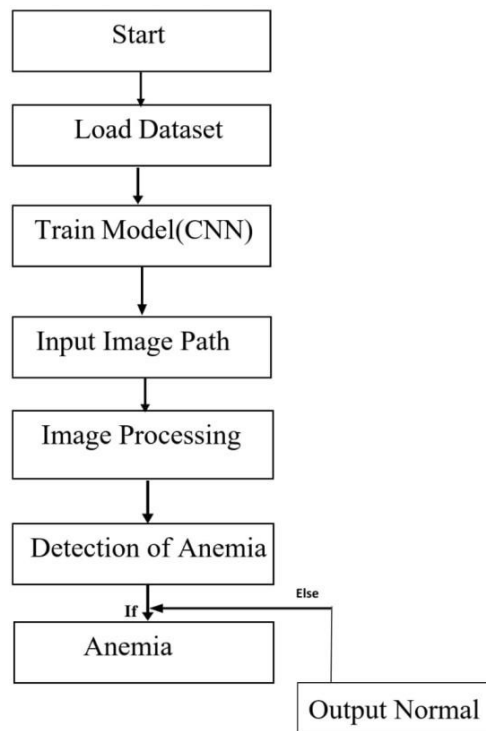 Start
Load Dataset
Train Model(CNN)
Input Image Path
Image Processing
Detection of Anemia
Else
If
Anemia
Output Normal